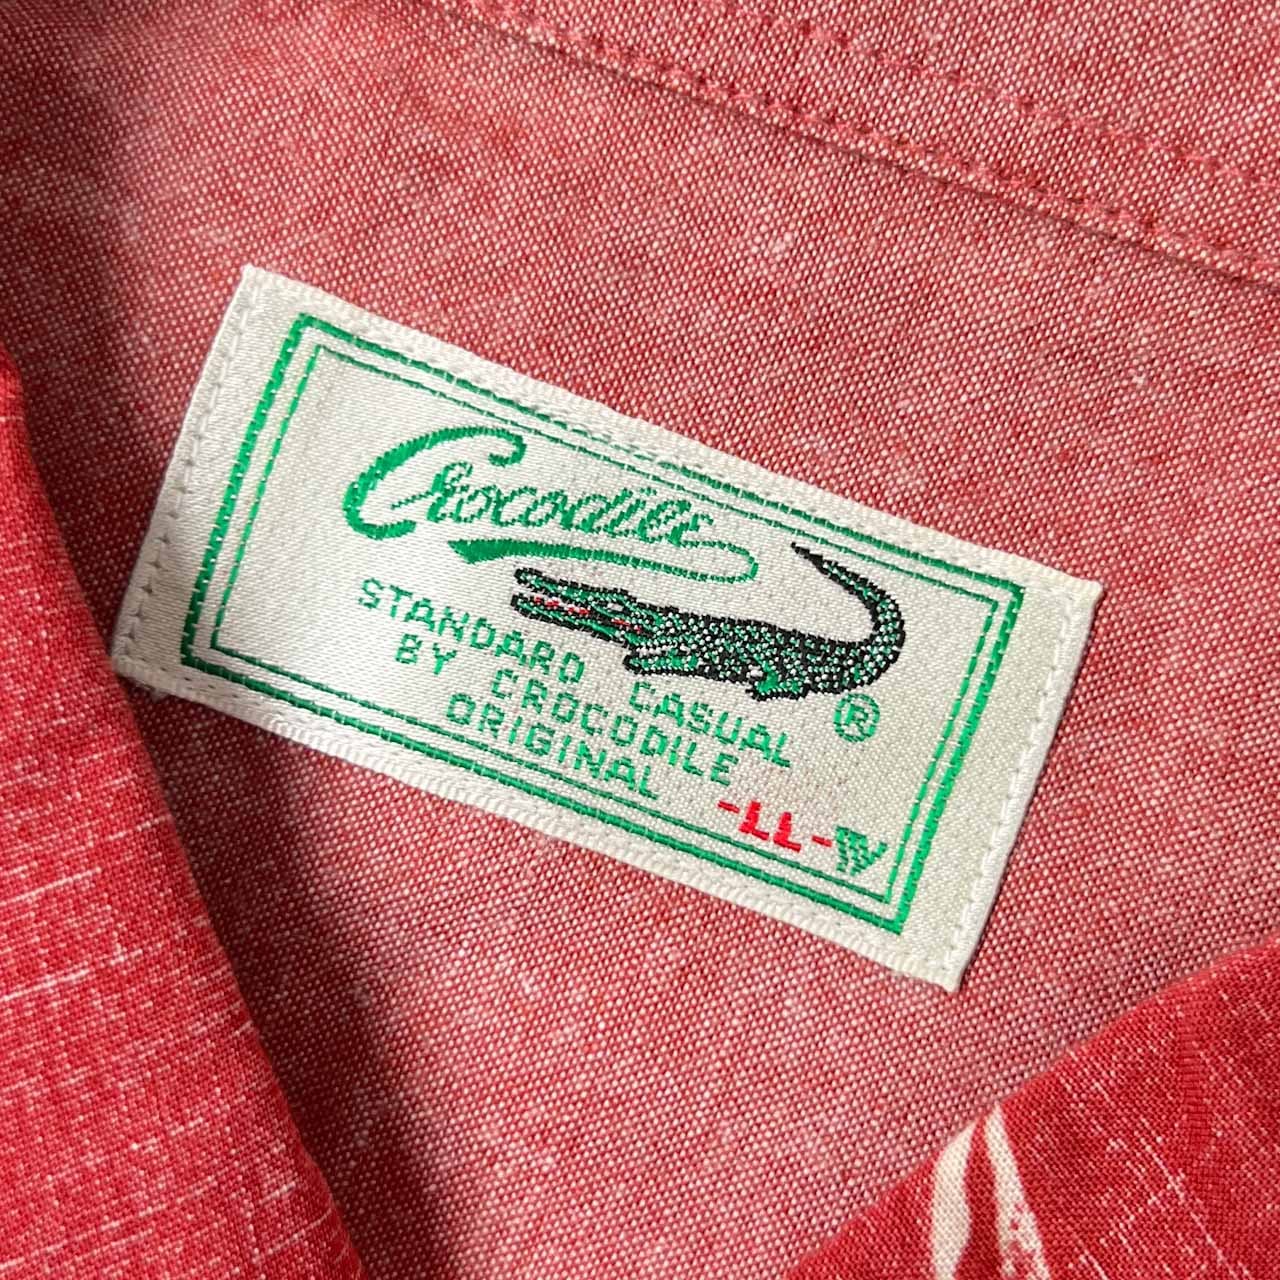 Crocodile
STANDARD CASUAL
BY CROCODILE
ORIGINAL
®
-LL-